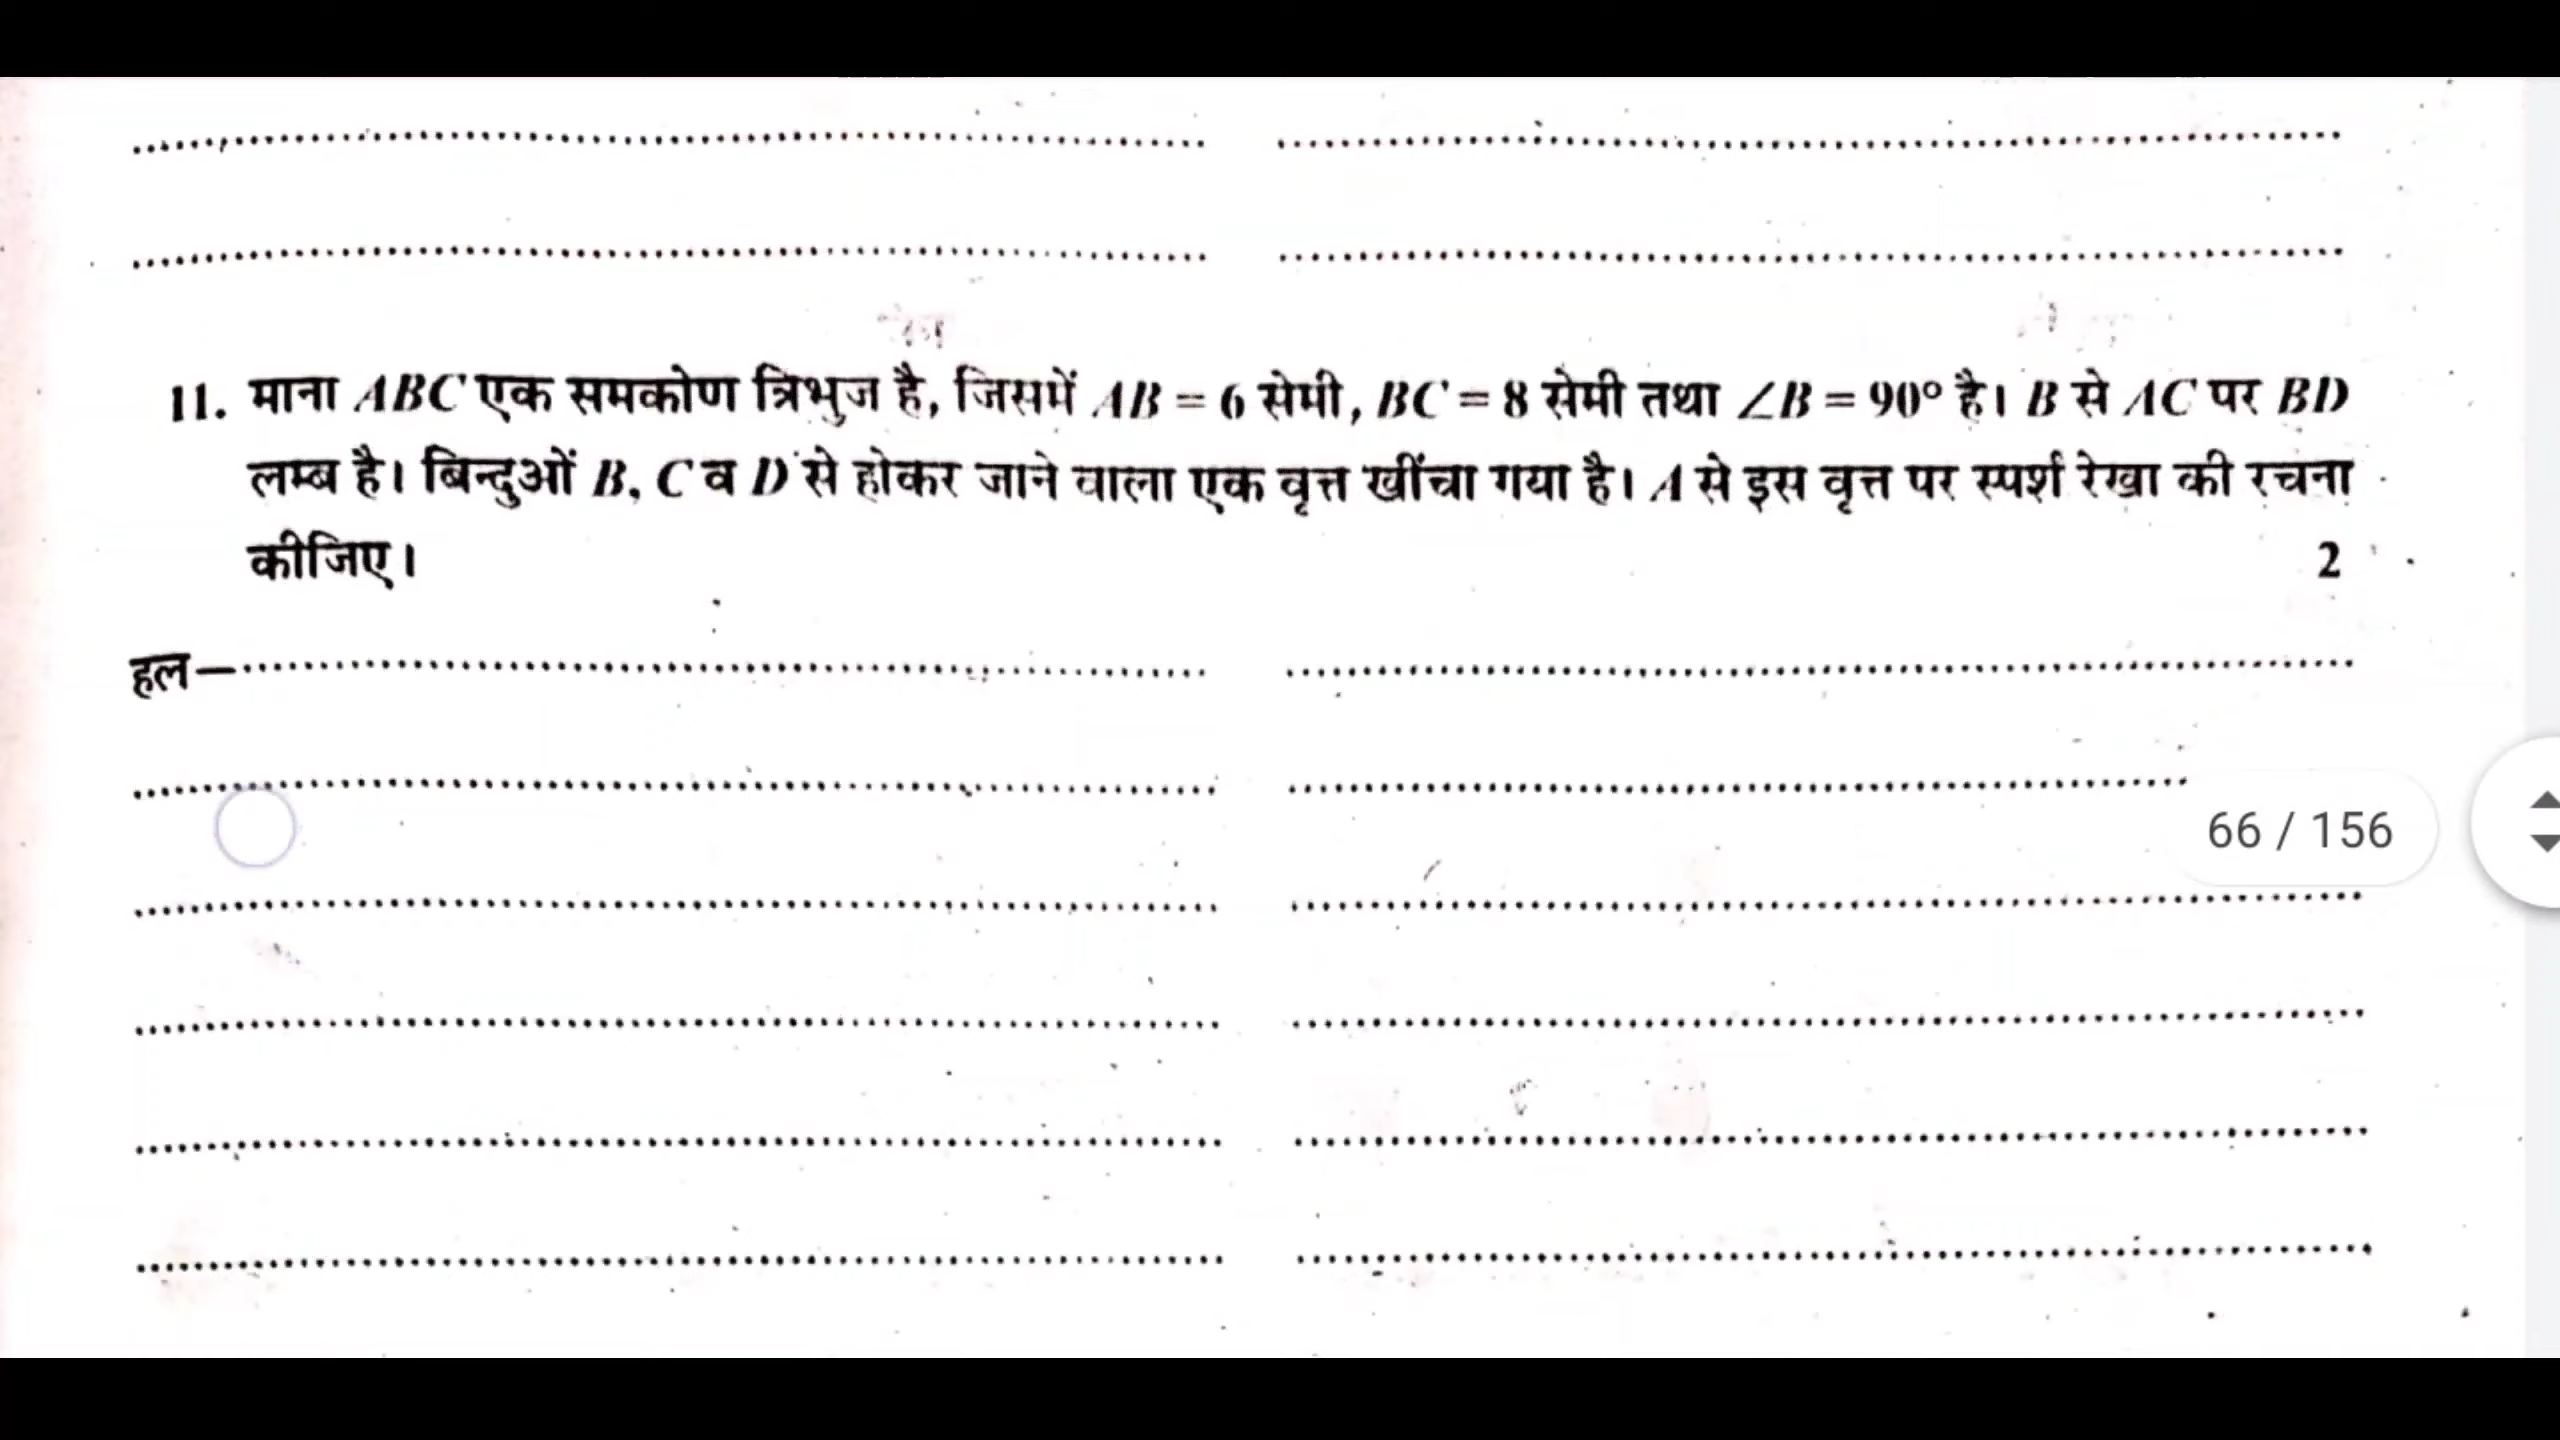 11. माना ABC एक समकोण त्रिभुज है, जिसमें AB = 6 सेमी, BC = 8 सेमी तथा ∠B = 90° है। B से AC पर BD
लम्ब है। बिन्दुओं B, C व D से होकर जाने वाला एक वृत्त खींचा गया है। A से इस वृत्त पर स्पर्श रेखा की रचना
कीजिए। 2
हल—
66 / 156